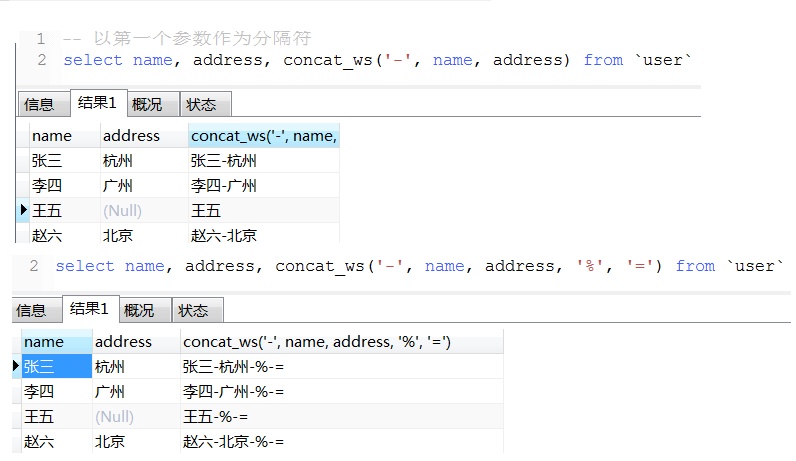 1 -- 以第一个参数作为分隔符
2 select name, address, concat_ws('-', name, address) from `user`
信息 结果1 概况 状态
name address concat_ws('-', name,
张三 杭州 张三-杭州
李四 广州 李四-广州
王五 (Null) 王五
赵六 北京 赵六-北京
2 select name, address, concat_ws('-', name, address, '%', '=') from `user`
信息 结果1 概况 状态
name address concat_ws('-', name, address, '%', '=')
张三 杭州 张三-杭州-%-=
李四 广州 李四-广州-%-=
王五 (Null) 王五-%-=
赵六 北京 赵六-北京-%-=